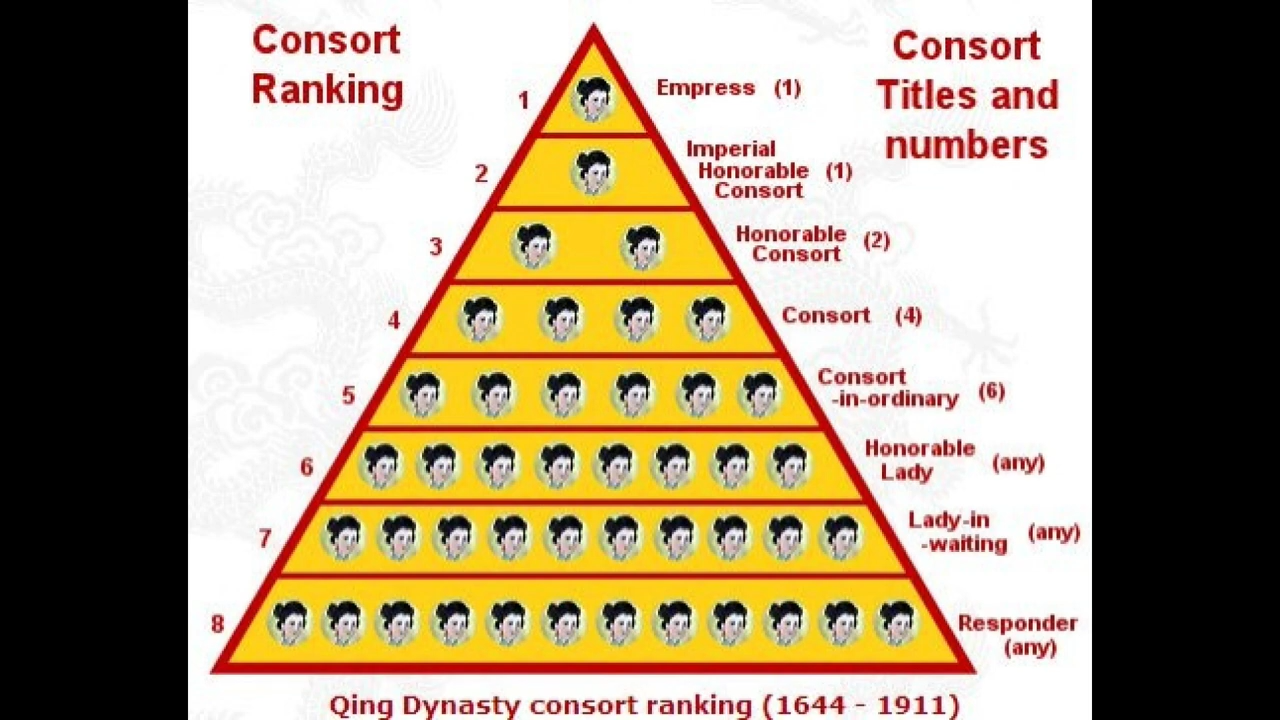 Consort
Ranking
Consort
Titles and
numbers
1
Empress (1)
2
Imperial
Honorable (1)
Consort
3
Honorable (2)
Consort
4
Consort (4)
5
Consort
-in-ordinary (6)
6
Honorable
Lady (any)
7
Lady-in
-waiting (any)
8
Responder
(any)
Qing Dynasty consort ranking (1644 - 1911)